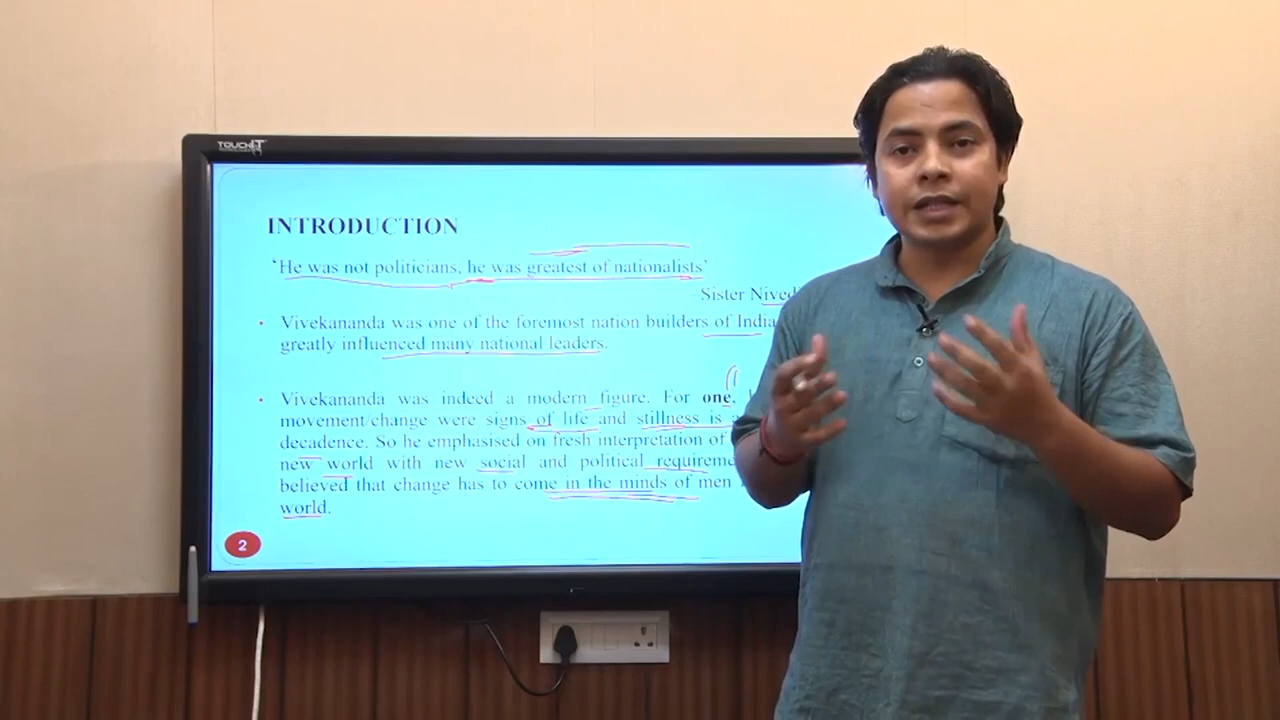 TOUCHIT
INTRODUCTION
‘He was not politicians, he was greatest of nationalists’
–Sister
• Vivekananda was one of the foremost nation builders of
greatly influenced many national leaders.
• Vivekananda was indeed a modern figure. For one,
movement/change were signs of life and stillness is
decadence. So he emphasised on fresh interpretation of
new world with new social and political
believed that change has to come in the minds of men
world.
2